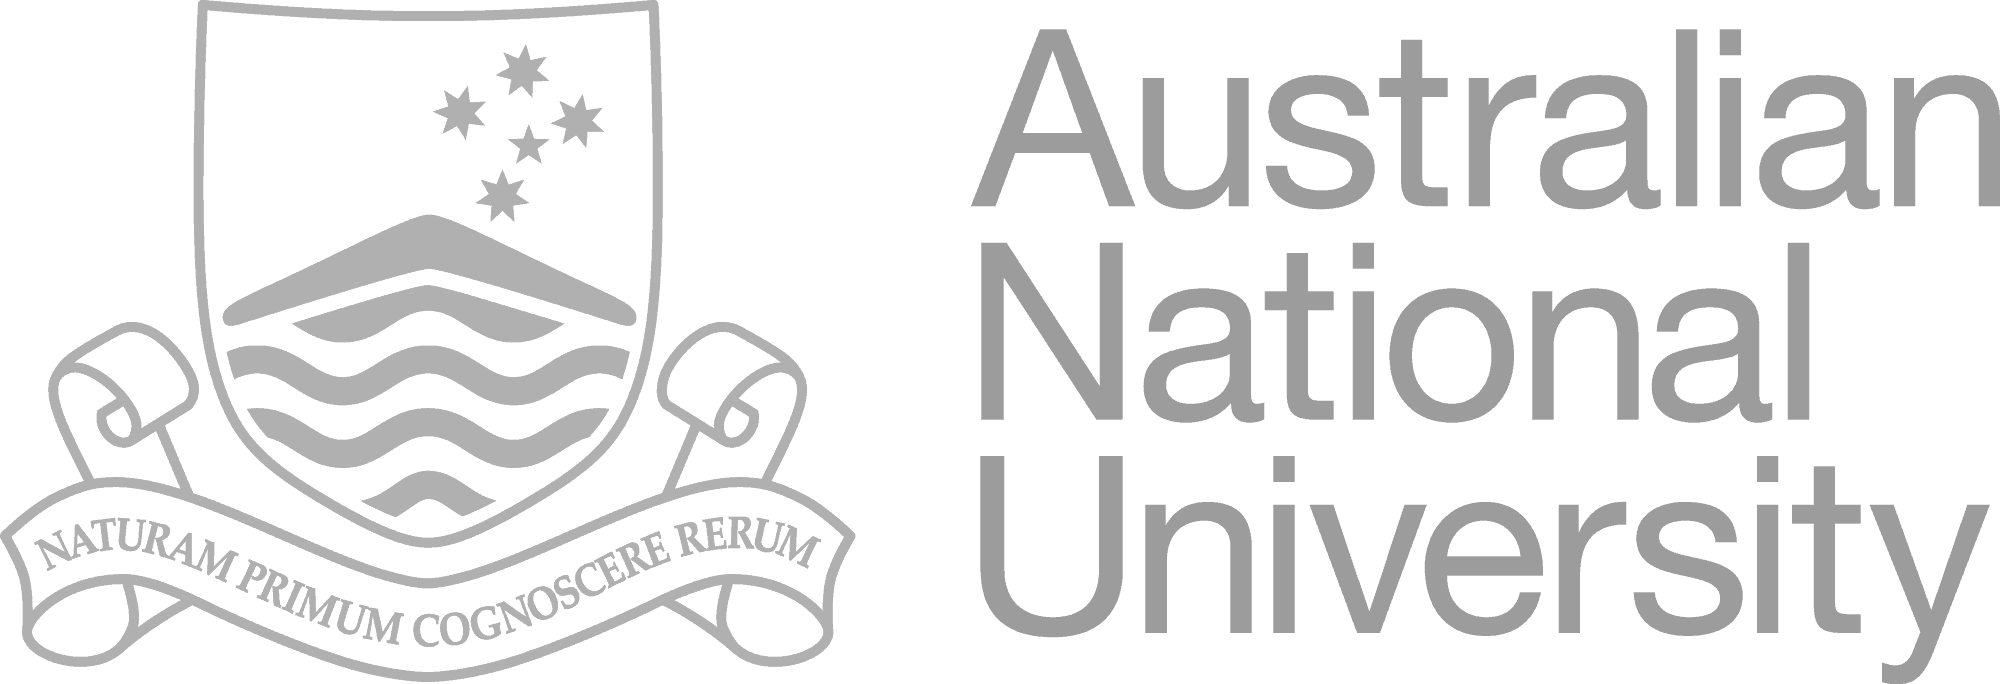 NATURAM PRIMUM COGNOSCERE RERUM
Australian
National
University